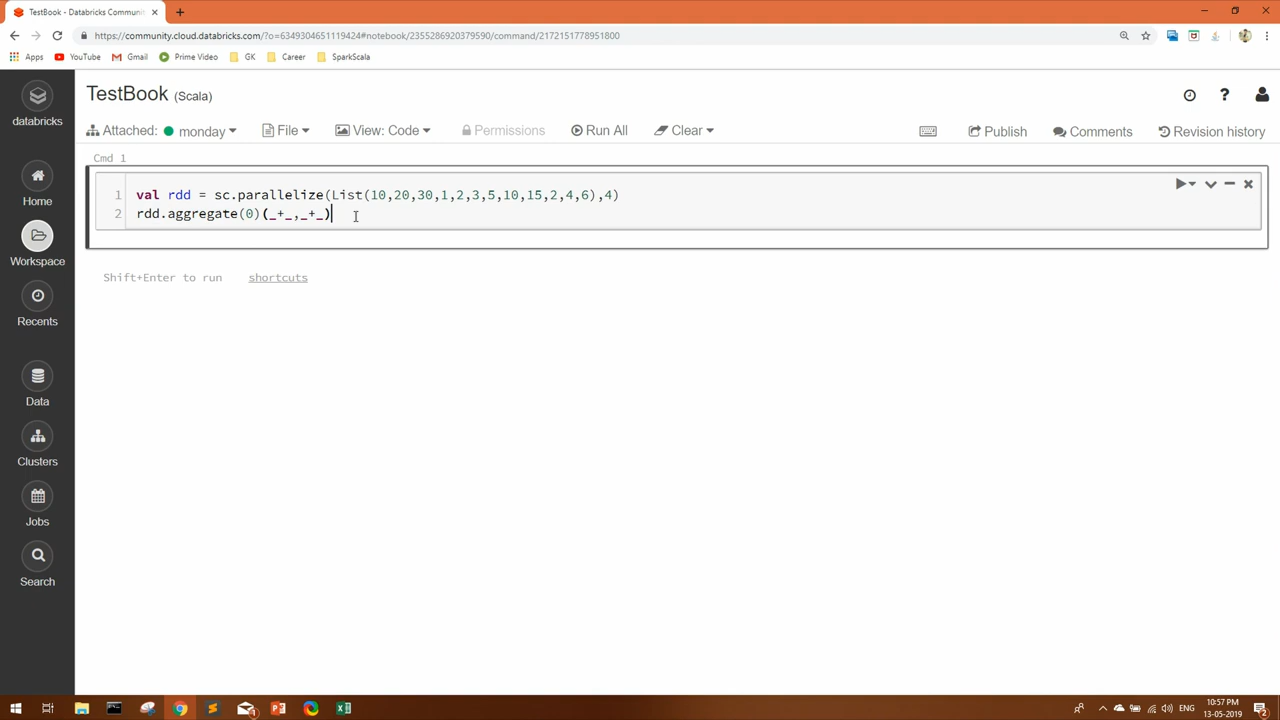 TestBook - Databricks Commun
https://community.cloud.databricks.com/?o=6349304651119424#notebook/2355286920379590/command/2172151778951800
Apps YouTube Gmail Prime Video GK Career SparkScala
databricks
Home
Workspace
Recents
Data
Clusters
Jobs
Search
TestBook (Scala)
Attached: monday File View: Code Permissions Run All Clear Publish Comments Revision history
Cmd 1
1 val rdd = sc.parallelize(List(10,20,30,1,2,3,5,10,15,2,4,6),4)
2 rdd.aggregate(0)(_+_,_+_)
Shift+Enter to run shortcuts
ENG
10:57 PM
13-05-2019